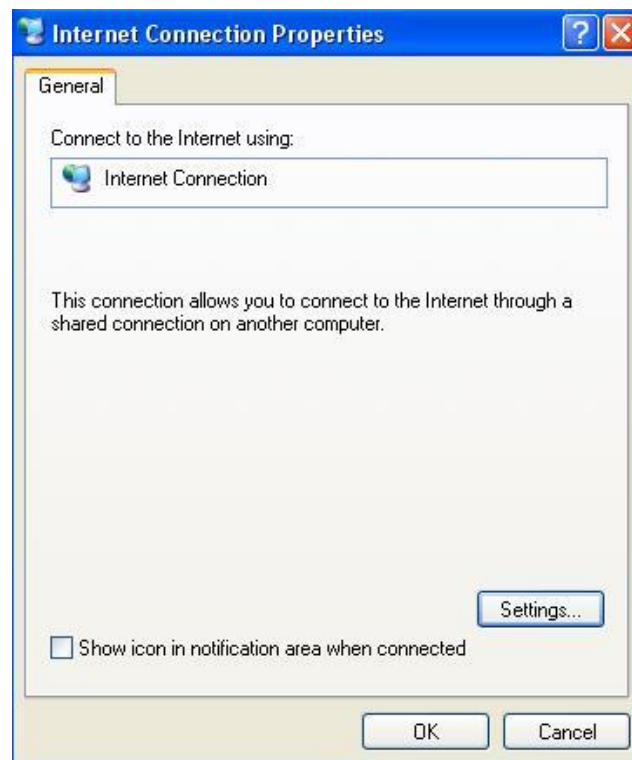 Internet Connection Properties
General
Connect to the Internet using:
Internet Connection
This connection allows you to connect to the Internet through a
shared connection on another computer.
Settings...
Show icon in notification area when connected
OK
Cancel